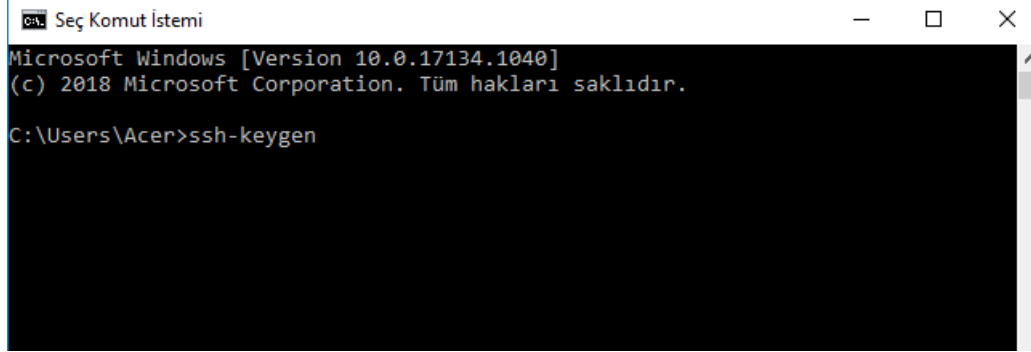 Seç Komut İstemi
Microsoft Windows [Version 10.0.17134.1040]
(c) 2018 Microsoft Corporation. Tüm hakları saklıdır.
C:\Users\Acer>ssh-keygen